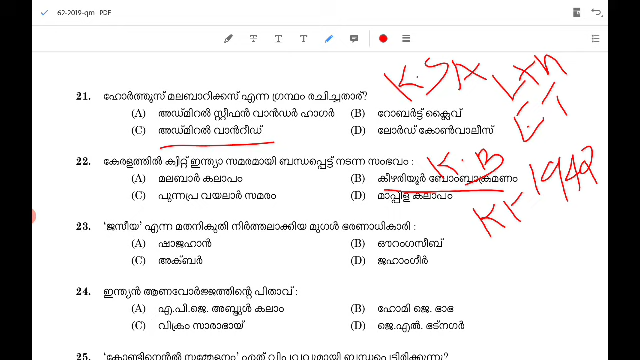 62-2019-qm PDF
21. ഹോർത്തൂസ് മലബാറിക്കസ് എന്ന ഗ്രന്ഥം രചിച്ചതാര്?
(A) അഡ്മിറൽ സ്റ്റീഫൻ വാൻഡർ ഹാഗർ (B) റോബർട്ട് ക്ലൈവ്
(C) അഡ്മിറൽ വാൻറീഡ് (D) ലോർഡ് കോൺവാലീസ്
22. കേരളത്തിൽ ക്വിറ്റ് ഇന്ത്യാ സമരമായി ബന്ധപ്പെട്ട് നടന്ന സംഭവം:
(A) മലബാർ കലാപം (B) കീഴരിയൂർ ബോംബാക്രമണം
(C) പുന്നപ്ര വയലാർ സമരം (D) മാപ്പിള കലാപം
K.B
KK
23. 'ജസീയ' എന്ന മതനികുതി നിർത്തലാക്കിയ മുഗൾ ഭരണാധികാരി :
(A) ഷാജഹാൻ (B) ഔറംഗസീബ്
(C) അക്ബർ (D) ജഹാംഗീർ
24. ഇന്ത്യൻ ആണവോർജ്ജത്തിന്റെ പിതാവ് :
(A) എ.പി.ജെ. അബ്ദുൾ കലാം (B) ഹോമി ജെ. ഭാഭ
(C) വിക്രം സാരാഭായ് (D) ജെ.എൽ. ഭട്നഗർ
25.